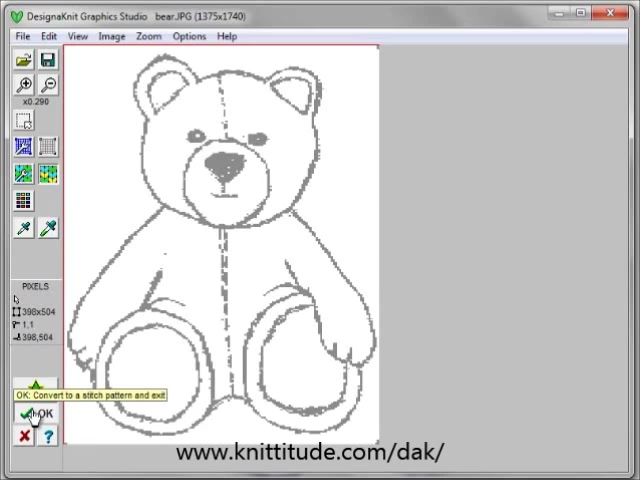 DesignaKnit Graphics Studio    bear.JPG (1375x1740)
File Edit View Image Zoom Options Help
x0.290
PIXELS
398x504
1,1
398,504
OK: Convert to a stitch pattern and exit
OK
www.knittitude.com/dak/